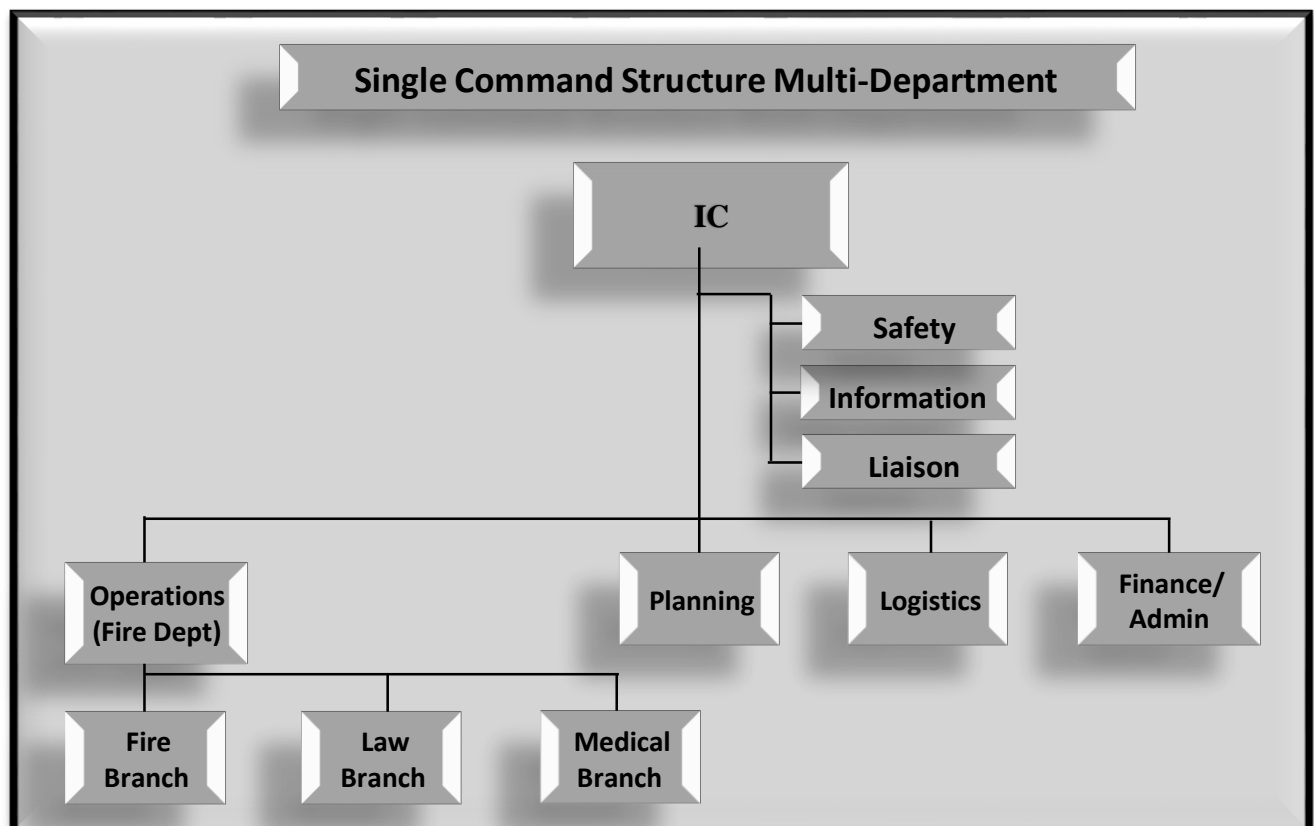 Single Command Structure Multi-Department
IC
Safety
Information
Liaison
Operations
(Fire Dept)
Planning
Logistics
Finance/
Admin
Fire
Branch
Law
Branch
Medical
Branch